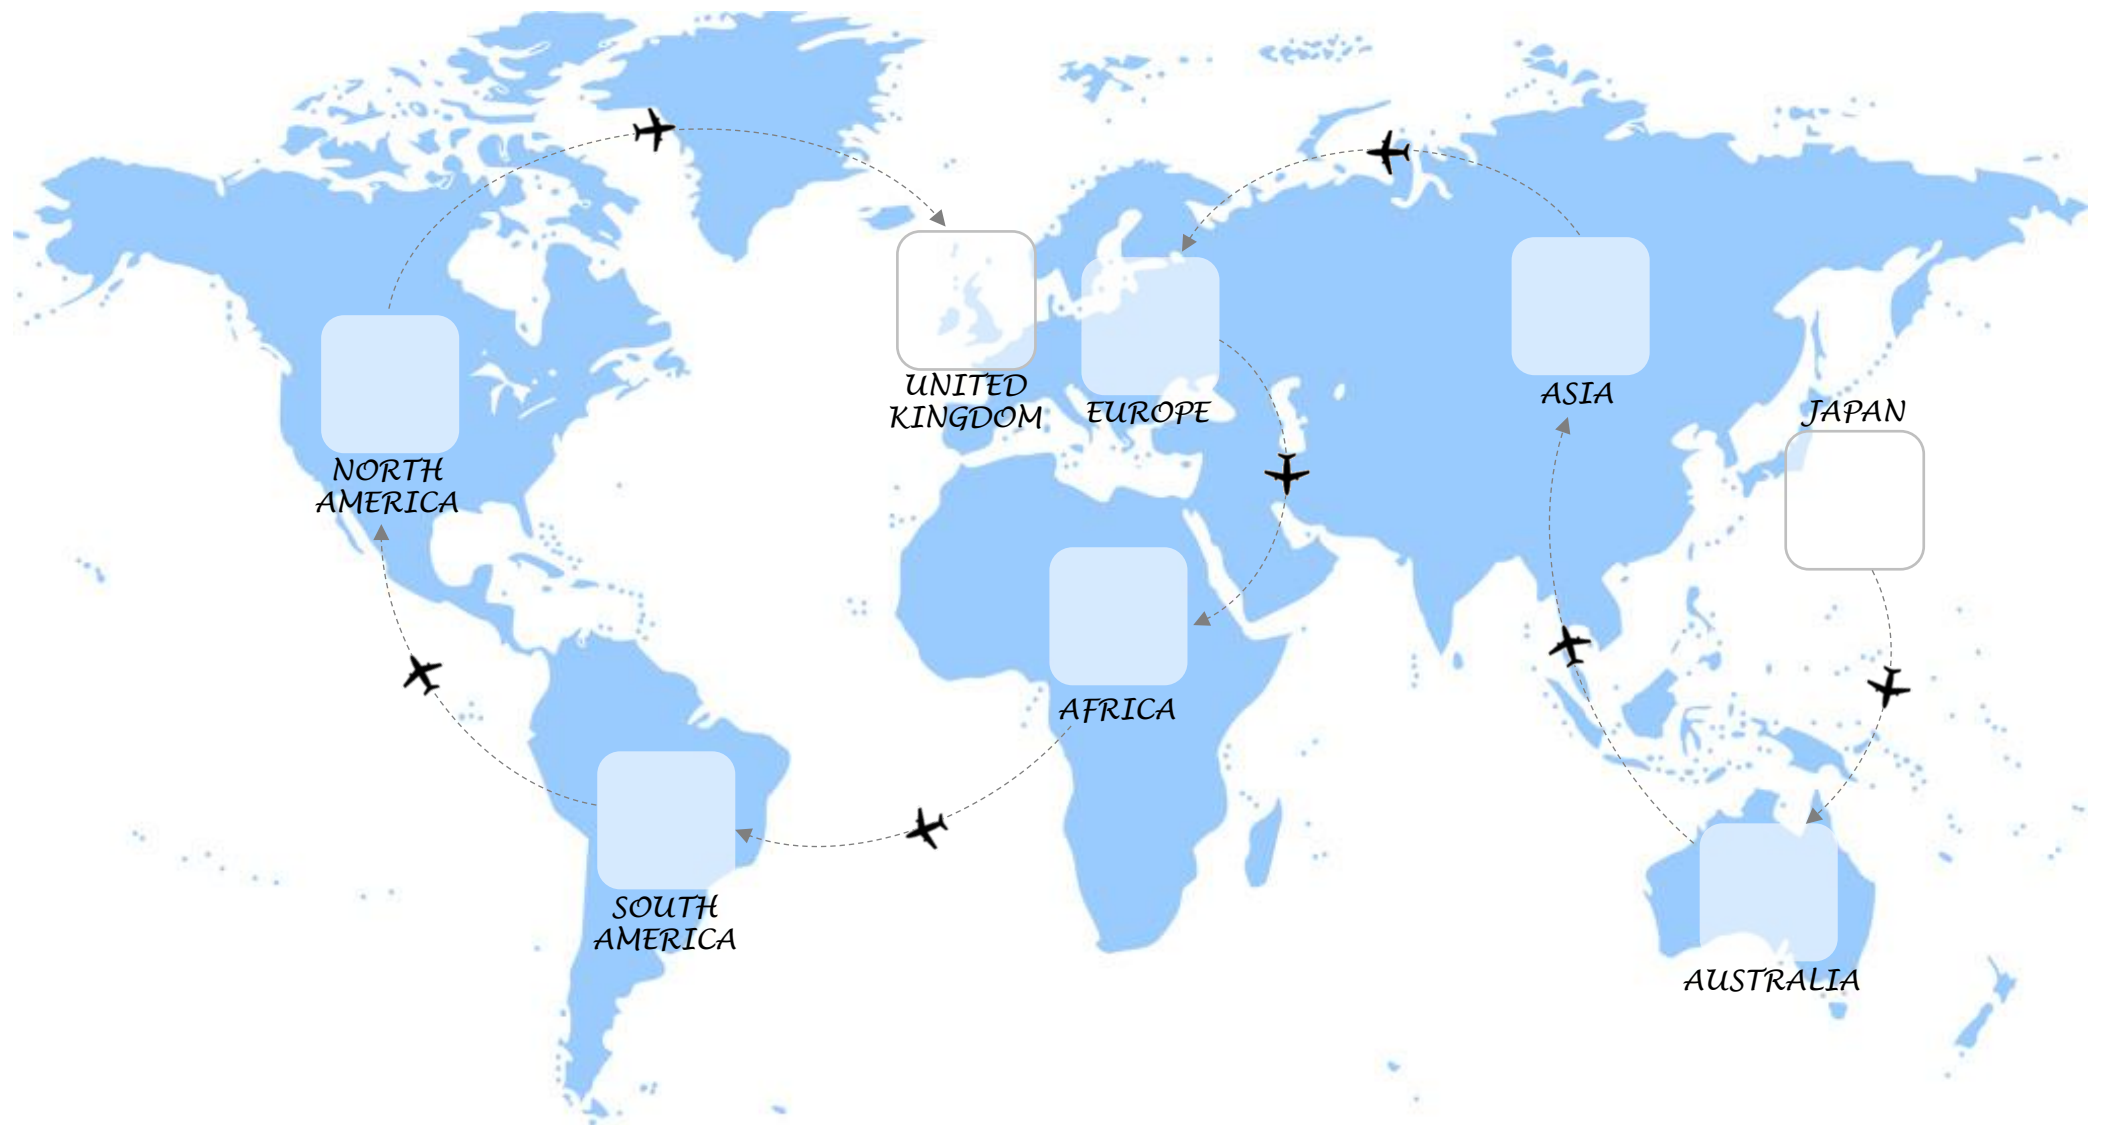 UNITED
KINGDOM
EUROPE
ASIA
JAPAN
NORTH
AMERICA
AFRICA
SOUTH
AMERICA
AUSTRALIA